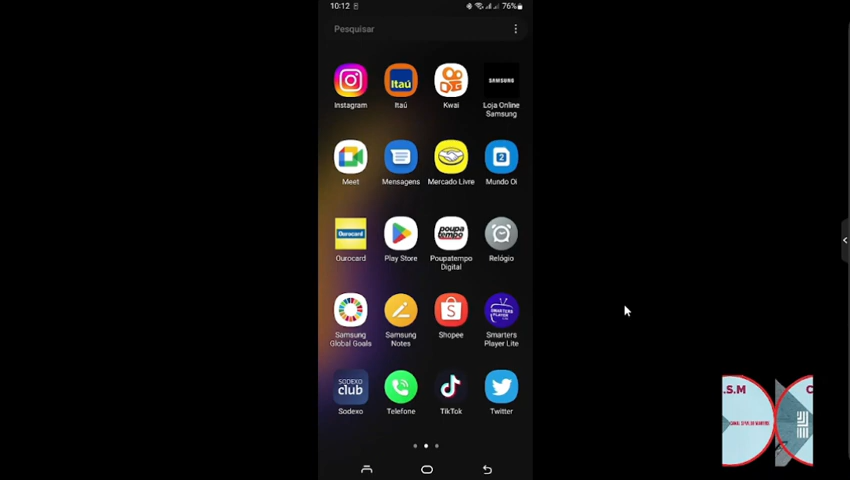 10:12
76%
Pesquisar
Itaú
SAMSUNG
Instagram
Itaú
Kwai
Loja Online
Samsung
2
Meet
Mensagens
Mercado Livre
Mundo Oi
Ourocard
poupa
tempo
Ourocard
Play Store
Poupatempo
Digital
Relógio
S
SMARTERS
PLAYER
Samsung
Global Goals
Samsung
Notes
Shopee
Smarters
Player Lite
SODEXO
club
Sodexo
Telefone
TikTok
Twitter
.S.M
C